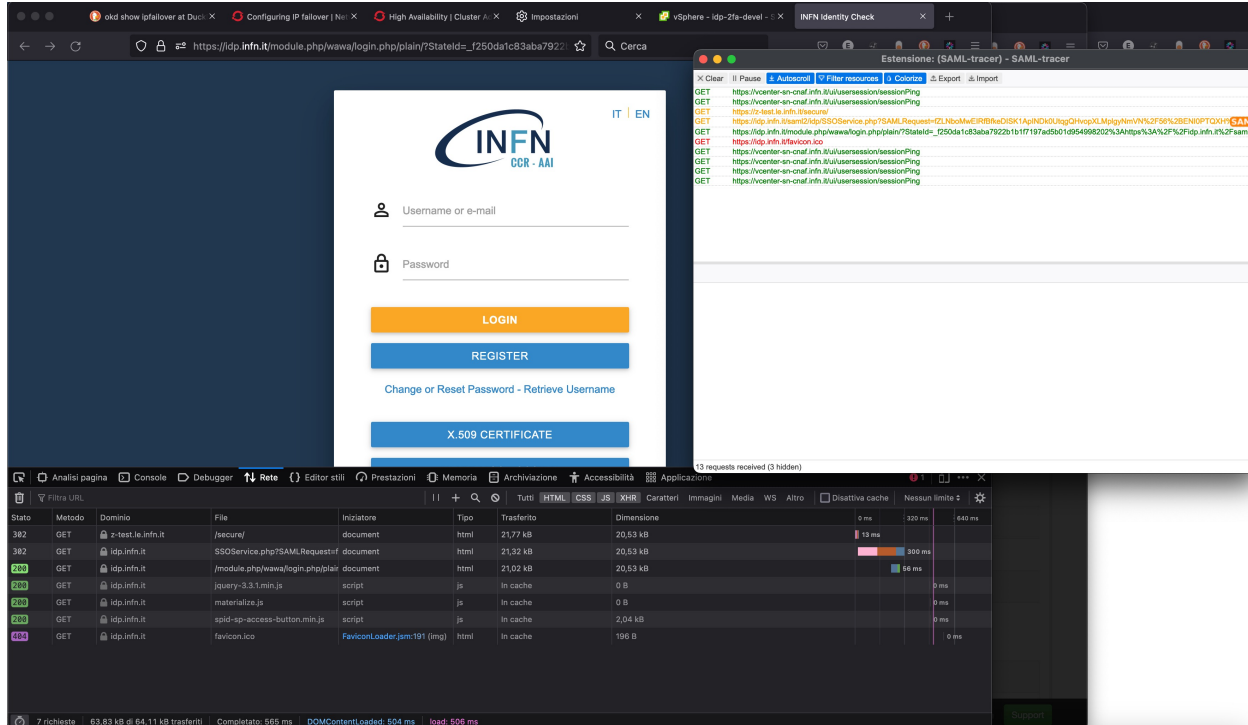 okd show ipfailover at Duck
Configuring IP failover | Net
High Availability | Cluster Ac
Impostazioni
vSphere - idp-2fa-devel - S
INFN Identity Check
https://idp.infn.it/module.php/wawa/login.php/plain/?StateId=_f250da1c83aba7922
Cerca
Estensione: (SAML-tracer) - SAML-tracer
Clear
Pause
Autoscroll
Filter resources
Colorize
Export
Import
GET https://vcenter-sn-cnaf.infn.it/ui/usersession/sessionPing
GET https://vcenter-sn-cnaf.infn.it/ui/usersession/sessionPing
GET https://z-test.le.infn.it/secure/
GET https://idp.infn.it/saml2/idp/SSOService.php?SAMLRequest= SAM
GET https://idp.infn.it/module.php/wawa/login.php/plain/?StateId=_f250da1c83aba7922b1b1f7197ad5b01d954998202%3Ahttps%3A%2F%2Fidp.infn.it%2Fsam
GET https://idp.infn.it/favicon.ico
GET https://vcenter-sn-cnaf.infn.it/ui/usersession/sessionPing
GET https://vcenter-sn-cnaf.infn.it/ui/usersession/sessionPing
GET https://vcenter-sn-cnaf.infn.it/ui/usersession/sessionPing
GET https://vcenter-sn-cnaf.infn.it/ui/usersession/sessionPing
13 requests received (3 hidden)
IT | EN
INFN
CCR - AAI
Username or e-mail
Password
LOGIN
REGISTER
Change or Reset Password - Retrieve Username
X.509 CERTIFICATE
Analisi pagina Console Debugger Rete Editor stili Prestazioni Memoria Archiviazione Accessibilità Applicazione 1
Filtra URL Tutti HTML CSS JS XHR Caratteri Immagini Media WS Altro Disattiva cache Nessun limite
Stato Metodo Dominio File Iniziatore Tipo Trasferito Dimensione 0 ms 320 ms 640 ms
302 GET z-test.le.infn.it /secure/ document html 21,77 kB 20,53 kB 13 ms
302 GET idp.infn.it SSOService.php?SAMLRequest=f document html 21,32 kB 20,53 kB 300 ms
200 GET idp.infn.it /module.php/wawa/login.php/plair document html 21,02 kB 20,53 kB 56 ms
200 GET idp.infn.it jquery-3.3.1.min.js script js In cache 0 B 0 ms
200 GET idp.infn.it materialize.js script js In cache 0 B 0 ms
200 GET idp.infn.it spid-sp-access-button.min.js script js In cache 2,04 kB 0 ms
404 GET idp.infn.it favicon.ico FaviconLoader.jsm:191 (img) html In cache 196 B 0 ms
7 richieste 63,83 kB di 64,11 kB trasferiti Completato: 565 ms DOMContentLoaded: 504 ms load: 506 ms
Support